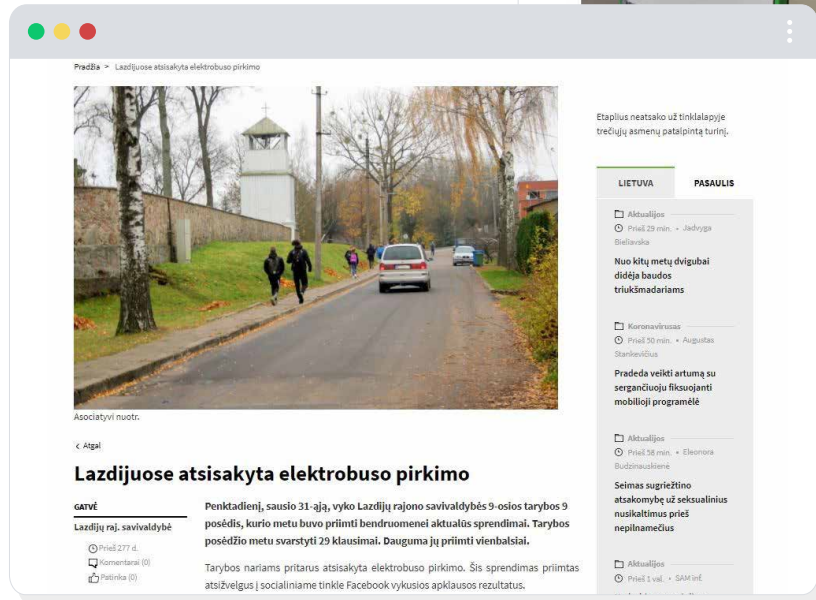 Pradžia > Lazdijuose atsisakyta elektrobuso pirkimo
Asociatyvi nuotr.
‹ Atgal
Lazdijuose atsisakyta elektrobuso pirkimo
GATVĖ
Lazdijų raj. savivaldybė
Prieš 277 d.
Komentarai (0)
Patinka (0)
Penktadienį, sausio 31-ąją, vyko Lazdijų rajono savivaldybės 9-osios tarybos 9
posėdis, kurio metu buvo priimti bendruomenei aktualūs sprendimai. Tarybos
posėdžio metu svarstyti 29 klausimai. Dauguma jų priimti vienbalsiai.
Tarybos nariams pritarus atsisakyta elektrobuso pirkimo. Šis sprendimas priimtas
atsižvelgus į socialiniame tinkle Facebook vykusios apklausos rezultatus.
Etaplius neatsako už tinklalapyje
trečiųjų asmenų patalpintą turinį.
LIETUVA PASAULIS
Aktualijos
Prieš 29 min. • Jadvyga
Bieliavska
Nuo kitų metų dvigubai
didėja baudos
triukšmadariams
Koronavirusas
Prieš 50 min. • Augustas
Stankevičius
Pradeda veikti artumą su
sergančiuoju fiksuojanti
mobilioji programėlė
Aktualijos
Prieš 58 min. • Eleonora
Budzinauskienė
Seimas sugriežtino
atsakomybę už seksualinius
nusikaltimus prieš
nepilnamečius
Aktualijos
Prieš 1 val. • SAM inf.